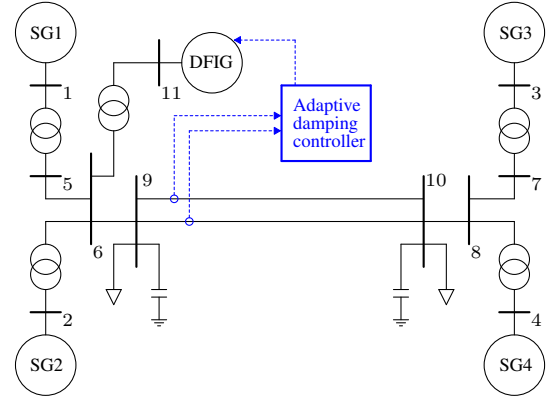 SG1
SG3
DFIG
11
1
3
Adaptive
damping
controller
5
9
10
7
6
8
2
4
SG2
SG4